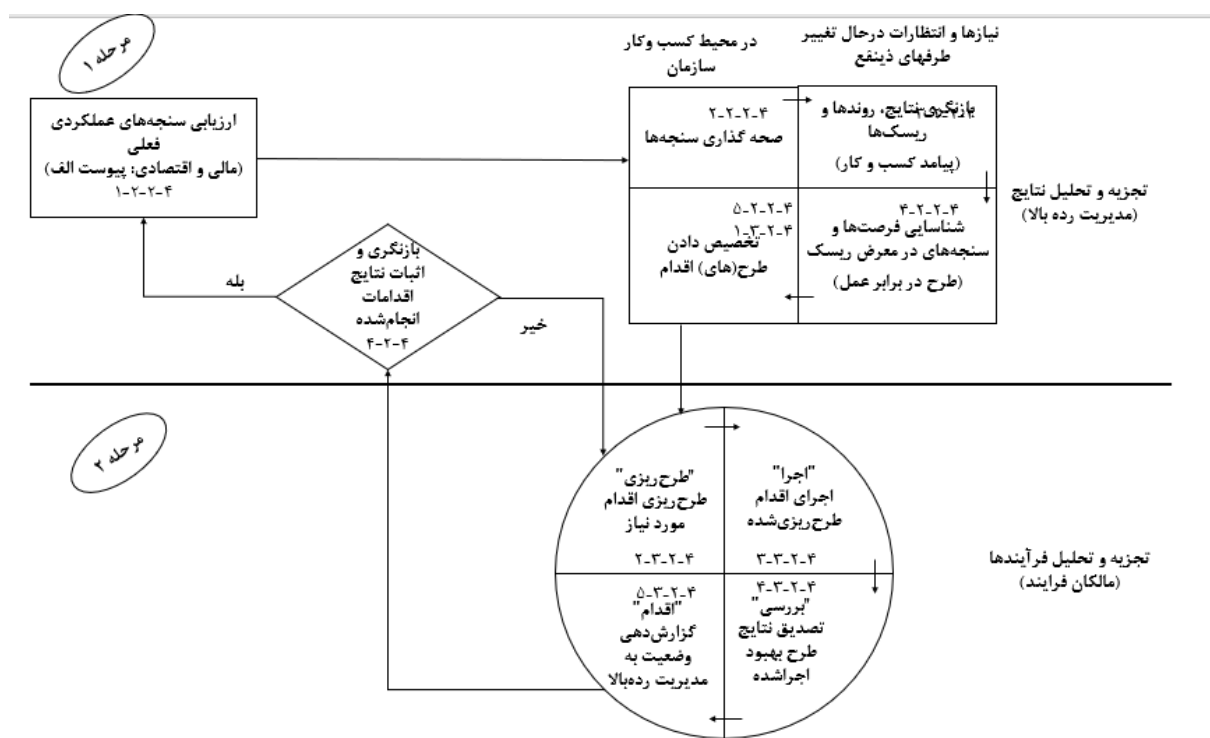 مرحله ۱
نیازها و انتظارات درحال تغییر
طرفهای ذینفع
در محیط کسب وکار
سازمان
ارزیابی سنجه‌های عملکردی
فعلی
(مالی و اقتصادی: پیوست الف)
۱-۲-۲-۴
۲-۲-۲-۴
صحه گذاری سنجه‌ها
بازنگری نتایج، روندها و
ریسک‌ها
(پیامد کسب و کار)
۴-۲-۲-۴
شناسایی فرصت‌ها و
سنجه‌های در معرض ریسک
(طرح در برابر عمل)
۵-۲-۲-۴
۱-۳-۲-۴
تخصیص دادن
طرح(های) اقدام
تجزیه و تحلیل نتایج
(مدیریت رده بالا)
بازنگری و
اثبات نتایج
اقدامات
انجام‌شده
۴-۲-۴
بله
خیر
مرحله ۲
"طرح‌ریزی"
طرح‌ریزی اقدام
مورد نیاز
۲-۳-۲-۴
"اجرا"
اجرای اقدام
طرح‌ریزی‌شده
۳-۳-۲-۴
۴-۳-۲-۴
"بررسی"
تصدیق نتایج
طرح بهبود
اجراشده
۵-۳-۲-۴
"اقدام"
گزارش‌دهی
وضعیت به
مدیریت رده‌بالا
تجزیه و تحلیل فرآیندها
(مالکان فرایند)